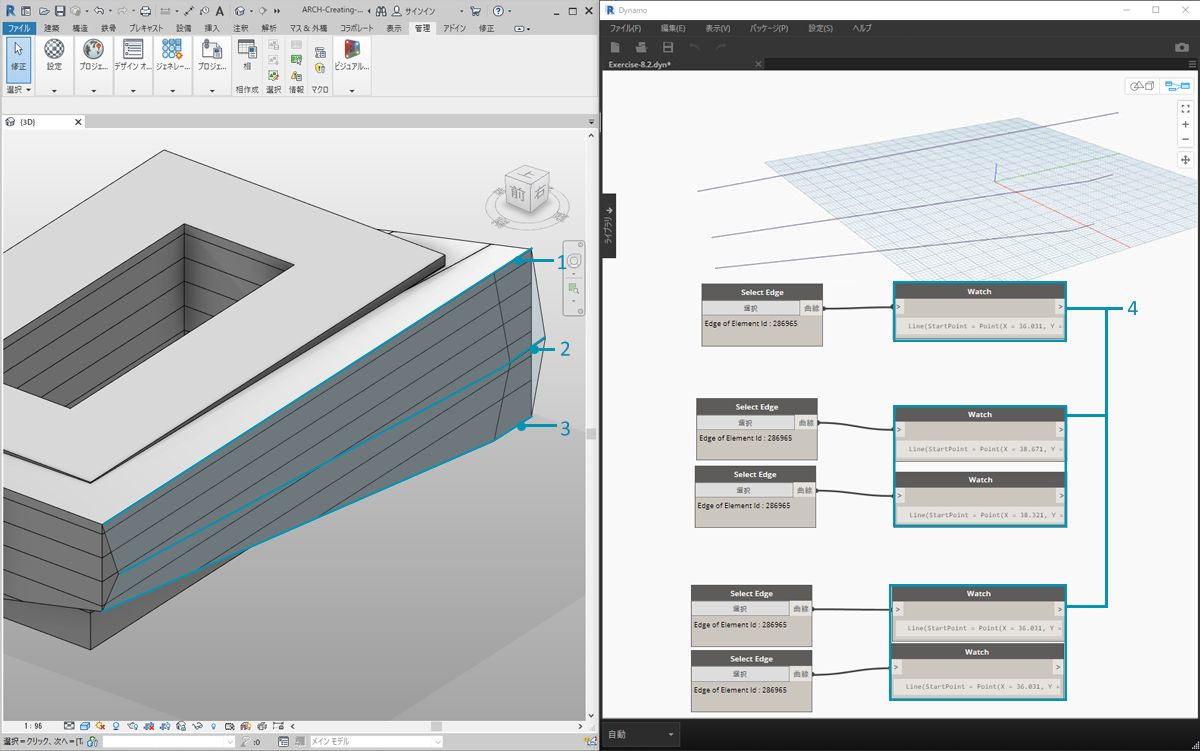 ARCH-Creating-...
サインイン
ファイル 建築 構造 鉄骨 プレキャスト 設備 挿入 注釈 解析 マス & 外構 コラボレート 表示 管理 アドイン 修正
修正 設定 プロジェ... デザイン オ... ジェネレー... プロジェ... 相 ビジュアル...
選択 相作成 選択 情報 マクロ
{3D}
上
前 右
1
2
3
1 : 96
選択 = クリック、次へ = [T
:0
メイン モデル
Dynamo
ファイル(F) 編集(E) 表示(V) パッケージ(P) 設定(S) ヘルプ
Exercise-8.2.dyn*
ライブラリ
Select Edge
選択 曲線
Edge of Element Id : 286965
Watch
> >
Line(StartPoint = Point(X = 36.031, Y =
4
Select Edge
選択 曲線
Edge of Element Id : 286965
Watch
> >
Line(StartPoint = Point(X = 38.671, Y =
Select Edge
選択 曲線
Edge of Element Id : 286965
Watch
> >
Line(StartPoint = Point(X = 38.321, Y =
Select Edge
選択 曲線
Edge of Element Id : 286965
Watch
> >
Line(StartPoint = Point(X = 36.031, Y =
Select Edge
選択 曲線
Edge of Element Id : 286965
Watch
> >
Line(StartPoint = Point(X = 36.031, Y =
自動